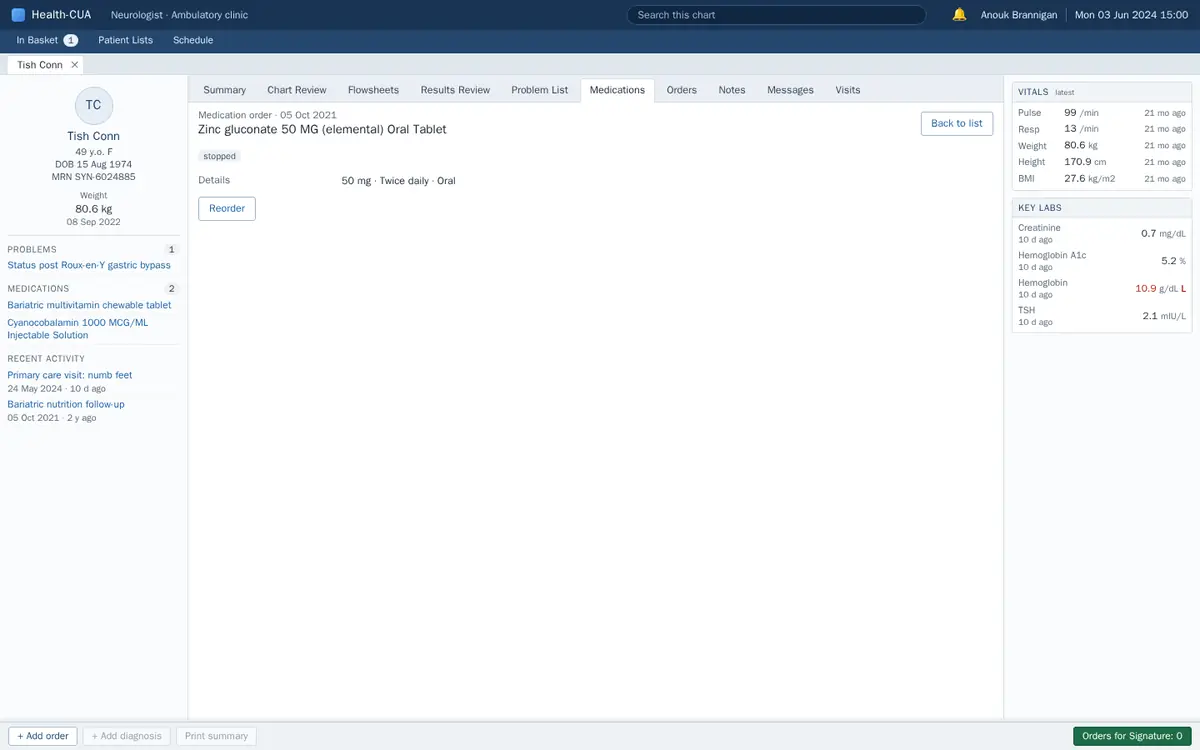 Health-CUA
Neurologist · Ambulatory clinic
Search this chart
Anouk Brannigan
Mon 03 Jun 2024 15:00
In Basket 1
Patient Lists
Schedule
Tish Conn
TC
Tish Conn
49 y.o. F
DOB 15 Aug 1974
MRN SYN-6024885
Weight
80.6 kg
08 Sep 2022
PROBLEMS 1
Status post Roux-en-Y gastric bypass
MEDICATIONS 2
Bariatric multivitamin chewable tablet
Cyanocobalamin 1000 MCG/ML
Injectable Solution
RECENT ACTIVITY
Primary care visit: numb feet
24 May 2024 · 10 d ago
Bariatric nutrition follow-up
05 Oct 2021 · 2 y ago
Summary
Chart Review
Flowsheets
Results Review
Problem List
Medications
Orders
Notes
Messages
Visits
Medication order · 05 Oct 2021
Zinc gluconate 50 MG (elemental) Oral Tablet
Back to list
stopped
Details 50 mg · Twice daily · Oral
Reorder
VITALS latest
Pulse 99 /min 21 mo ago
Resp 13 /min 21 mo ago
Weight 80.6 kg 21 mo ago
Height 170.9 cm 21 mo ago
BMI 27.6 kg/m2 21 mo ago
KEY LABS
Creatinine
10 d ago
0.7 mg/dL
Hemoglobin A1c
10 d ago
5.2 %
Hemoglobin
10 d ago
10.9 g/dL L
TSH
10 d ago
2.1 mIU/L
+ Add order
+ Add diagnosis
Print summary
Orders for Signature: 0